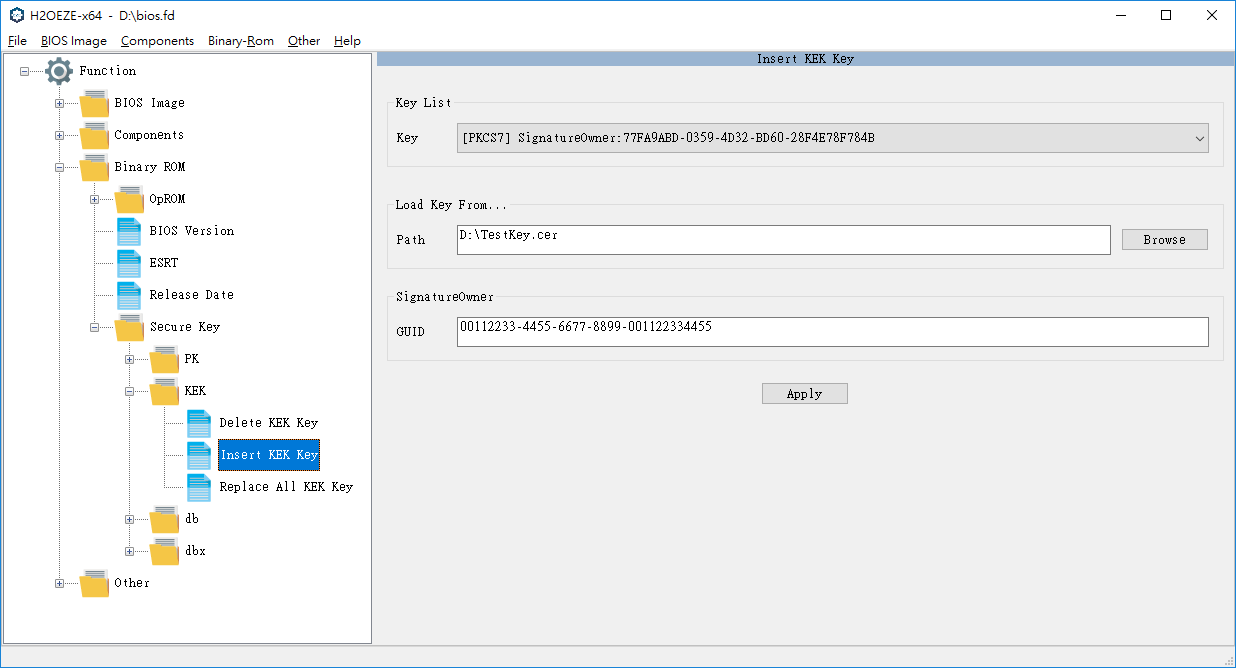 H2OEZE-x64 - D:\bios.fd
File BIOS Image Components Binary-Rom Other Help
Function
BIOS Image
Components
Binary ROM
OpROM
BIOS Version
ESRT
Release Date
Secure Key
PK
KEK
Delete KEK Key
Insert KEK Key
Replace All KEK Key
db
dbx
Other
Insert KEK Key
Key List
Key [PKCS7] SignatureOwner:77FA9ABD-0359-4D32-BD60-28F4E78F784B
Load Key From...
Path D:\TestKey.cer Browse
SignatureOwner
GUID 00112233-4455-6677-8899-001122334455
Apply